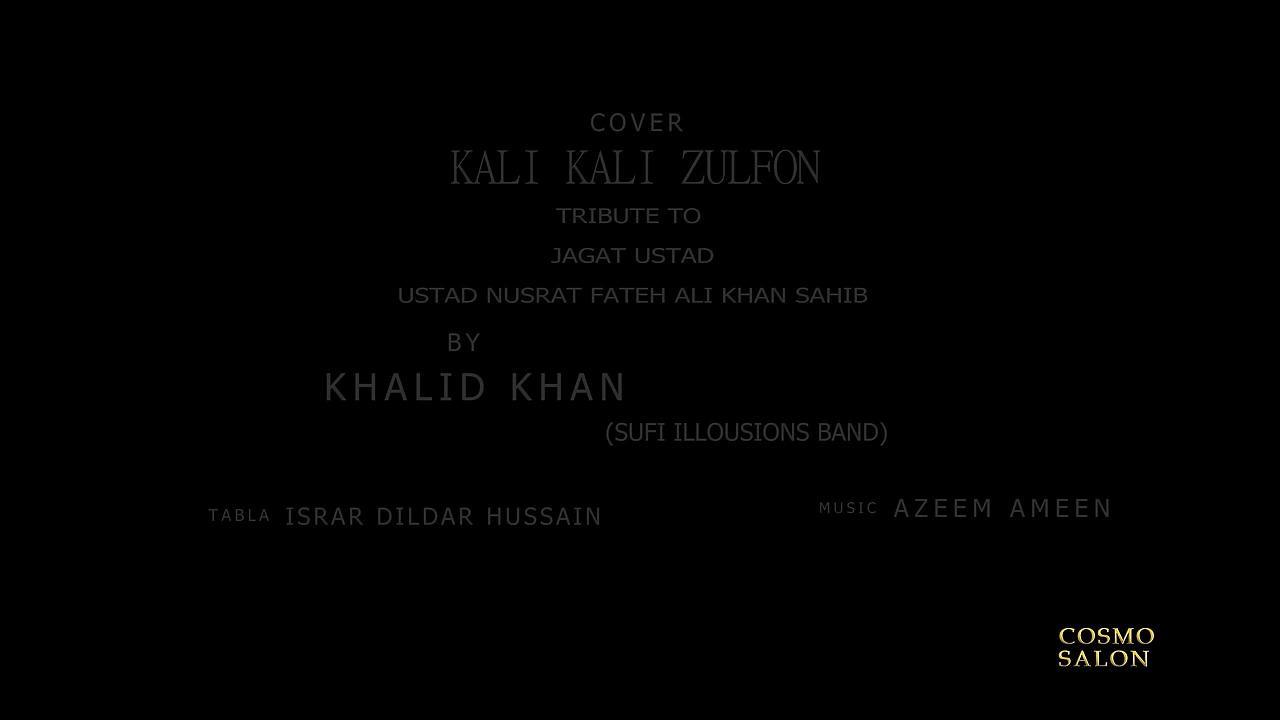 COVER
KALI KALI ZULFON
TRIBUTE TO
JAGAT USTAD
USTAD NUSRAT FATEH ALI KHAN SAHIB
BY
KHALID KHAN
(SUFI ILLOUSIONS BAND)
TABLA ISRAR DILDAR HUSSAIN
MUSIC AZEEM AMEEN
COSMO
SALON